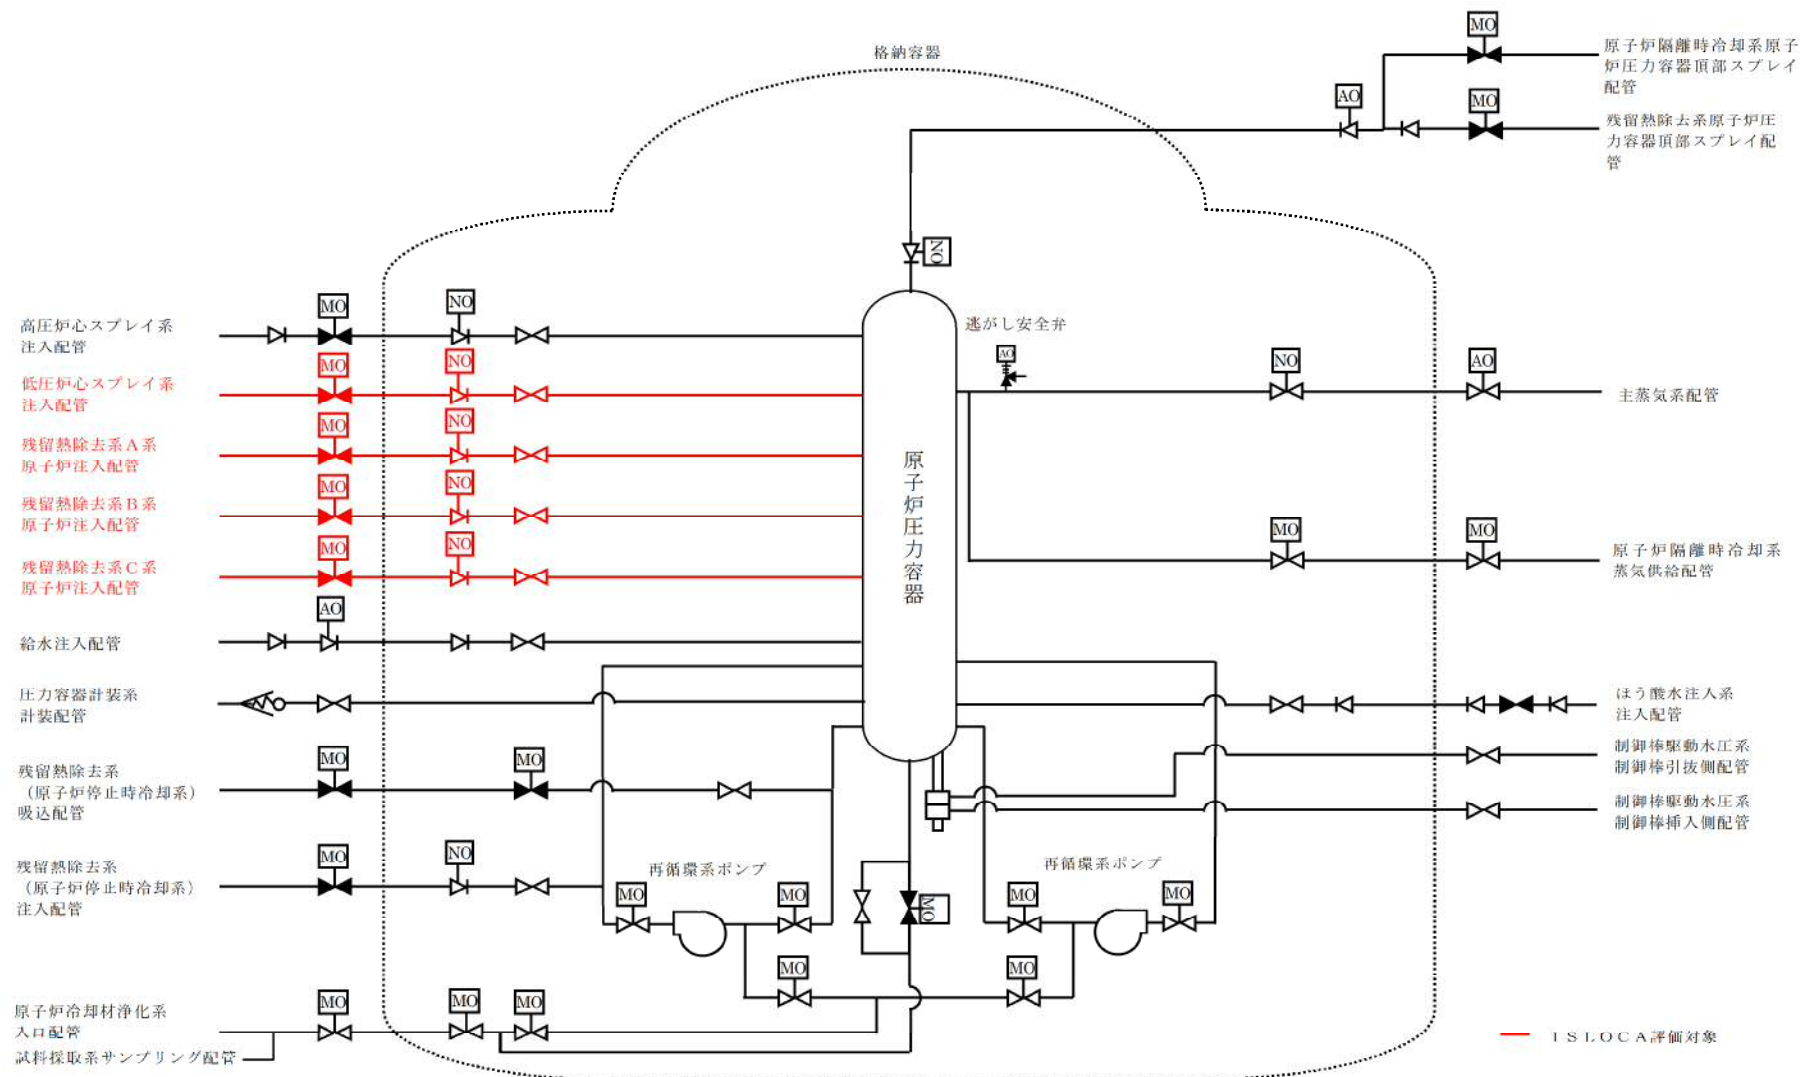 格納容器
MO
原子炉隔離時冷却系原子
炉圧力容器頂部スプレイ
配管
AO
MO
残留熱除去系原子炉圧
力容器頂部スプレイ配
管
NO
高圧炉心スプレイ系
注入配管
MO
NO
逃がし安全弁
AO
低圧炉心スプレイ系
注入配管
MO
NO
NO
AO
主蒸気系配管
残留熱除去系A系
原子炉注入配管
MO
NO
原子炉圧力容器
残留熱除去系B系
原子炉注入配管
MO
NO
MO
MO
原子炉隔離時冷却系
蒸気供給配管
残留熱除去系C系
原子炉注入配管
MO
NO
給水注入配管
AO
圧力容器計装系
計装配管
ほう酸水注人系
注入配管
制御棒駆動水圧系
制御棒引抜側配管
残留熱除去系
(原子炉停止時冷却系)
吸込配管
MO
MO
制御棒駆動水圧系
制御棒挿入側配管
残留熱除去系
(原子炉停止時冷却系)
注入配管
MO
NO
再循環系ポンプ
MO
MO
MO
再循環系ポンプ
MO
MO
MO
MO
原子炉冷却材浄化系
入口配管
MO
MO
MO
試料採取系サンプリング配管
ISLOCA評価対象